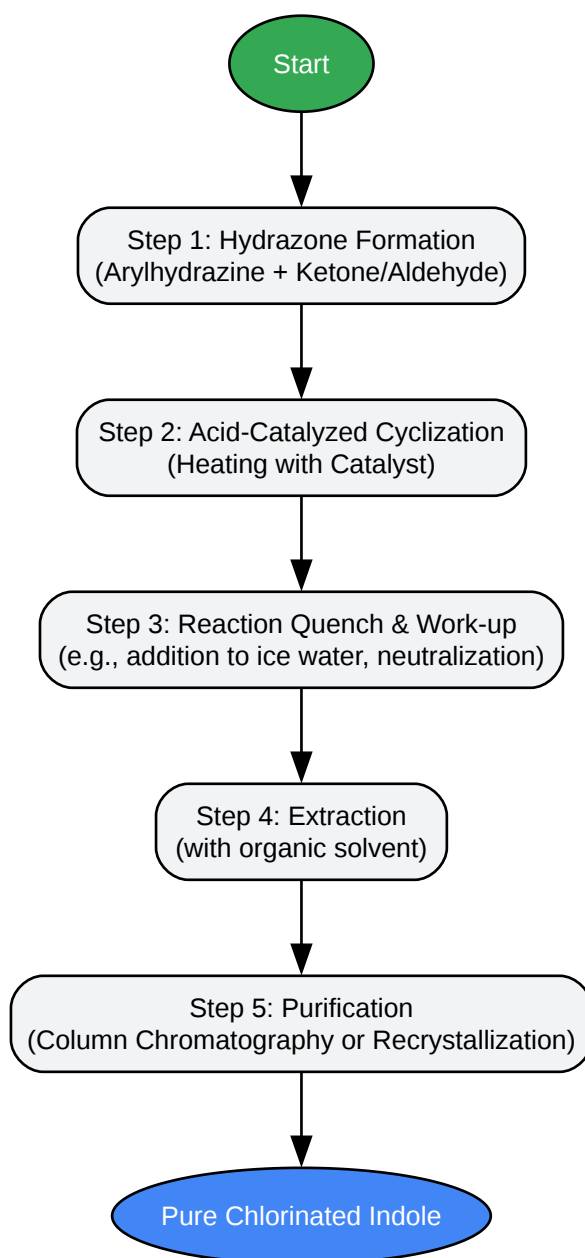 Start
Step 1: Hydrazone Formation
(Arylhydrazine + Ketone/Aldehyde)
Step 2: Acid-Catalyzed Cyclization
(Heating with Catalyst)
Step 3: Reaction Quench & Work-up
(e.g., addition to ice water, neutralization)
Step 4: Extraction
(with organic solvent)
Step 5: Purification
(Column Chromatography or Recrystallization)
Pure Chlorinated Indole